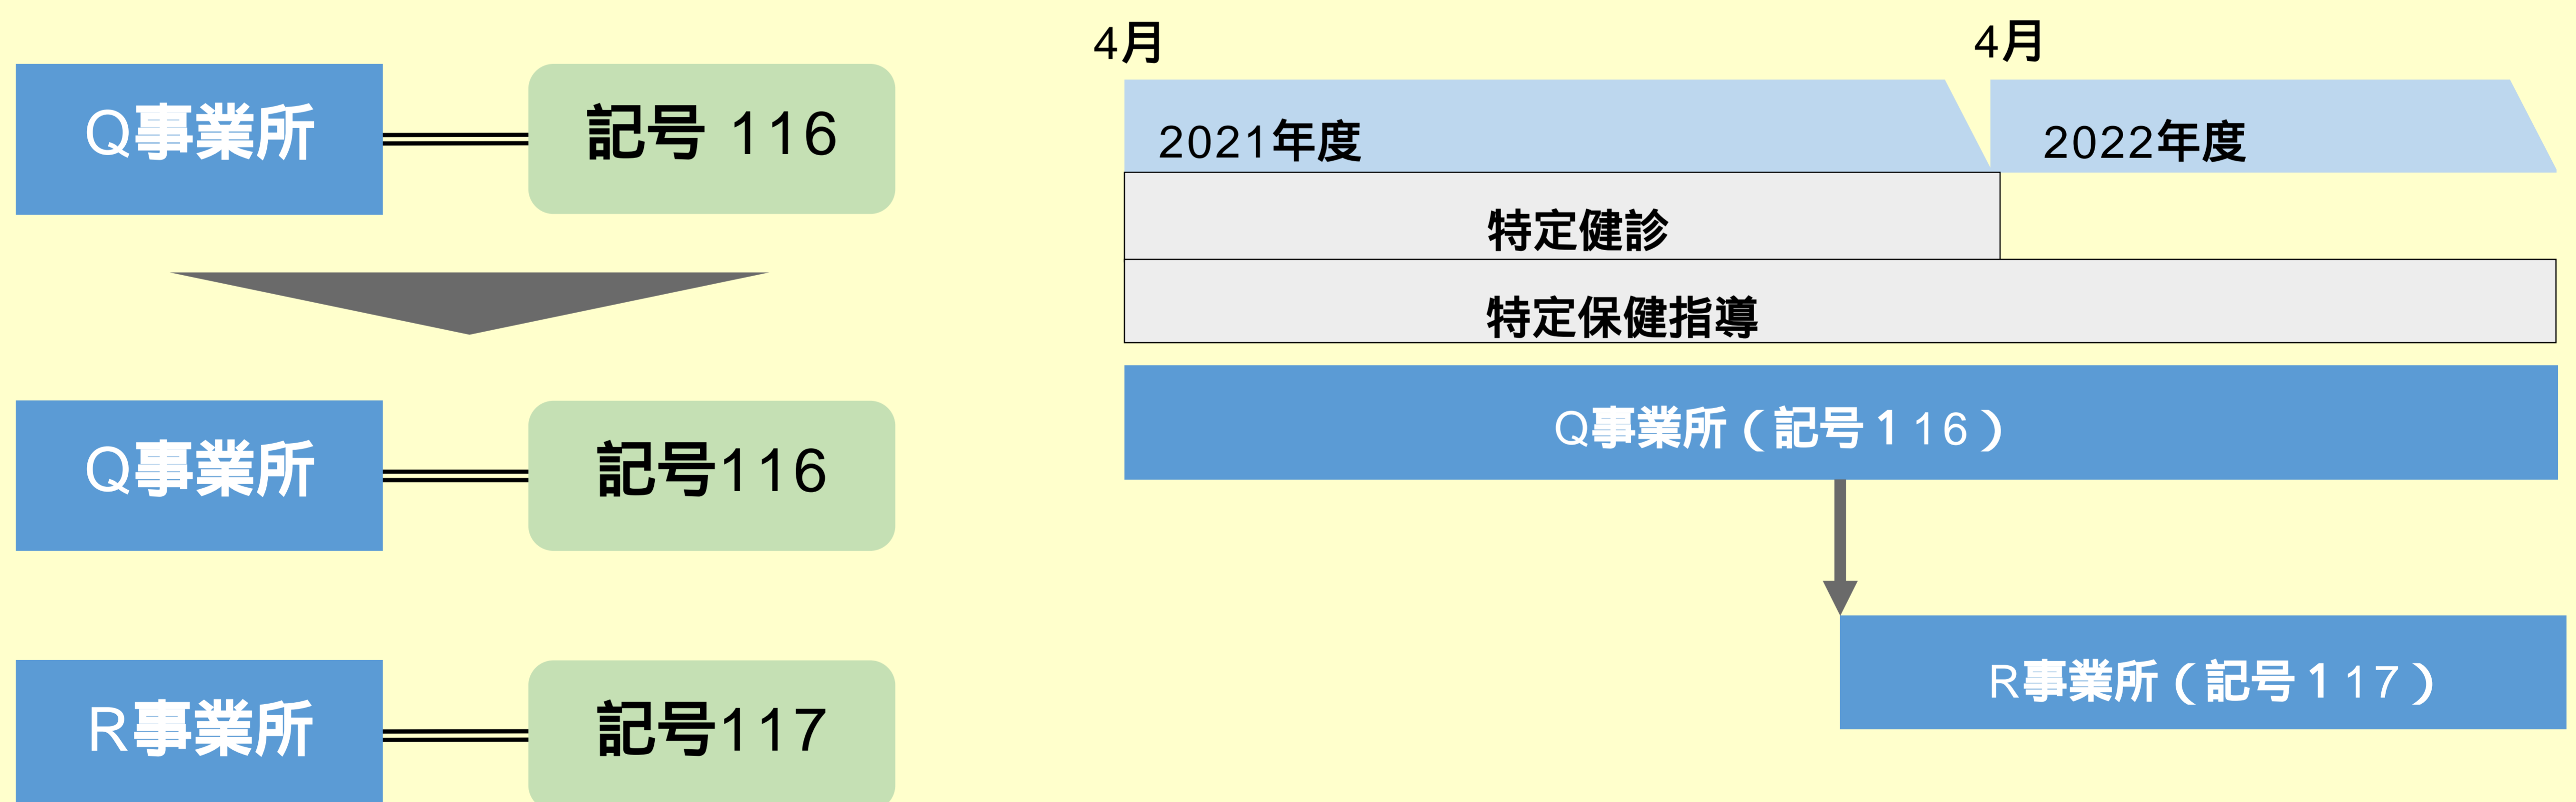 Q事業所
記号 116
Q事業所
記号116
R事業所
記号117
4月
4月
2021年度
2022年度
特定健診
特定保健指導
Q事業所（記号１16）
R事業所（記号１17）